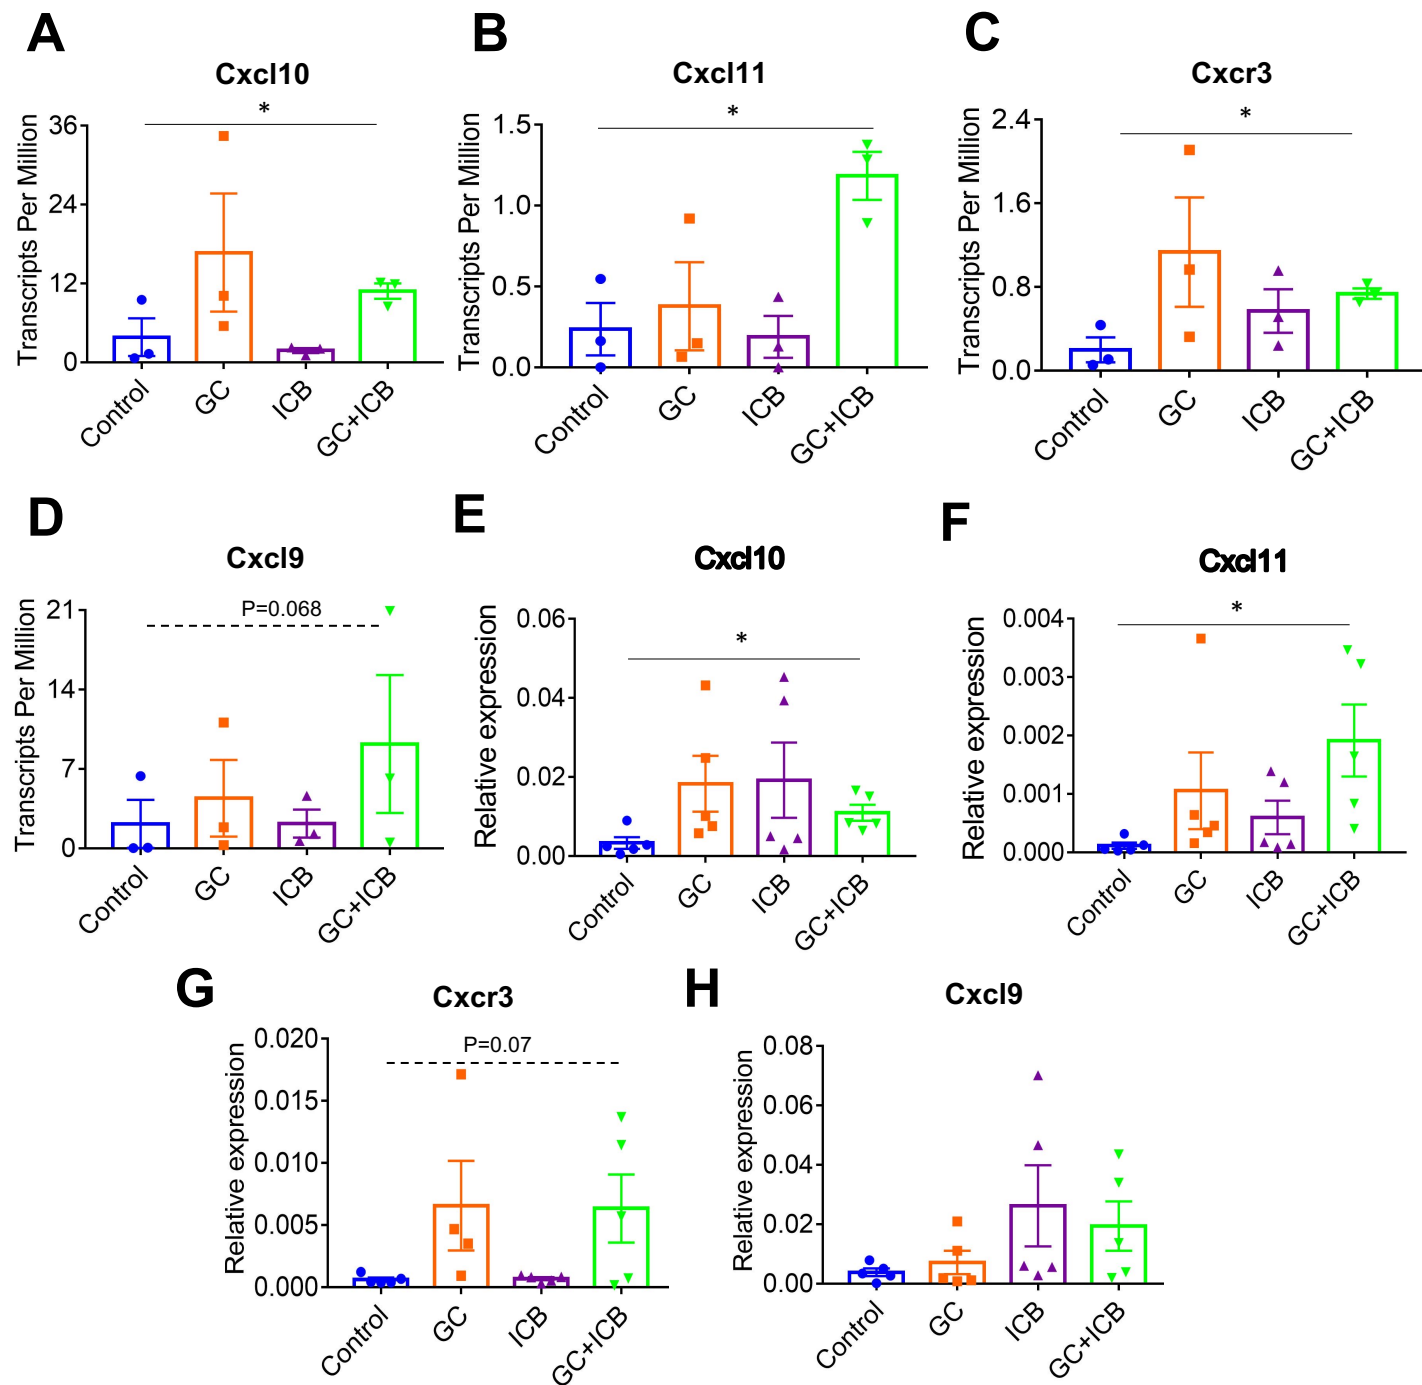 A
Cxcl10
*
Transcripts Per Million
36
24
12
0
Control
GC
ICB
GC+ICB
B
Cxcl11
*
Transcripts Per Million
1.5
1.0
0.5
0.0
Control
GC
ICB
GC+ICB
C
Cxcr3
*
Transcripts Per Million
2.4
1.6
0.8
0.0
Control
GC
ICB
GC+ICB
D
Cxcl9
P=0.068
Transcripts Per Million
21
14
7
0
Control
GC
ICB
GC+ICB
E
Cxcl10
*
Relative expression
0.06
0.04
0.02
0.00
Control
GC
ICB
GC+ICB
F
Cxcl11
*
Relative expression
0.004
0.003
0.002
0.001
0.000
Control
GC
ICB
GC+ICB
G
Cxcr3
P=0.07
Relative expression
0.020
0.015
0.010
0.005
0.000
Control
GC
ICB
GC+ICB
H
Cxcl9
Relative expression
0.08
0.06
0.04
0.02
0.00
Control
GC
ICB
GC+ICB